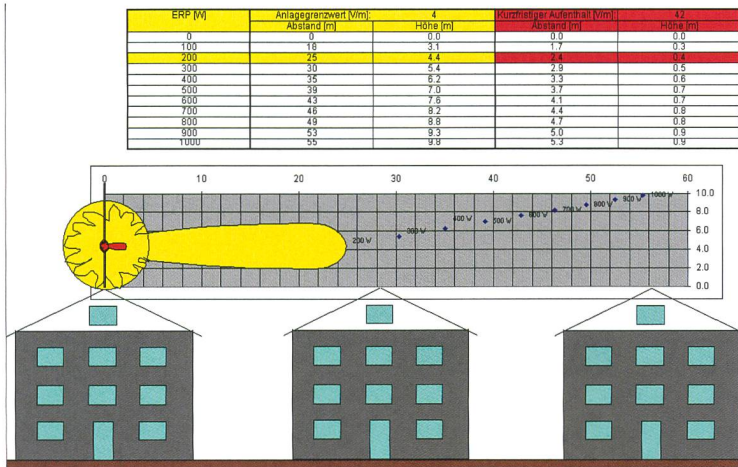 ERP [W] Anlagegrenzwert [V/m]: 4 Kurzfristiger Aufenthalt [V/m]: 42
Abstand [m] Höhe [m] Abstand [m] Höhe [m]
0 0 0.0 0.0 0.0
100 18 3.1 1.7 0.3
200 25 4.4 2.4 0.4
300 30 5.4 2.9 0.5
400 35 6.2 3.3 0.6
500 39 7.0 3.7 0.7
600 43 7.6 4.1 0.7
700 46 8.2 4.4 0.8
800 49 8.8 4.7 0.8
900 53 9.3 5.0 0.9
1000 55 9.8 5.3 0.9
0 10 20 30 40 50 60
10.0
8.0
6.0
4.0
2.0
0.0
200 W 300 W 400 W 500 W 600 W 700 W 800 W 900 W 1000 W